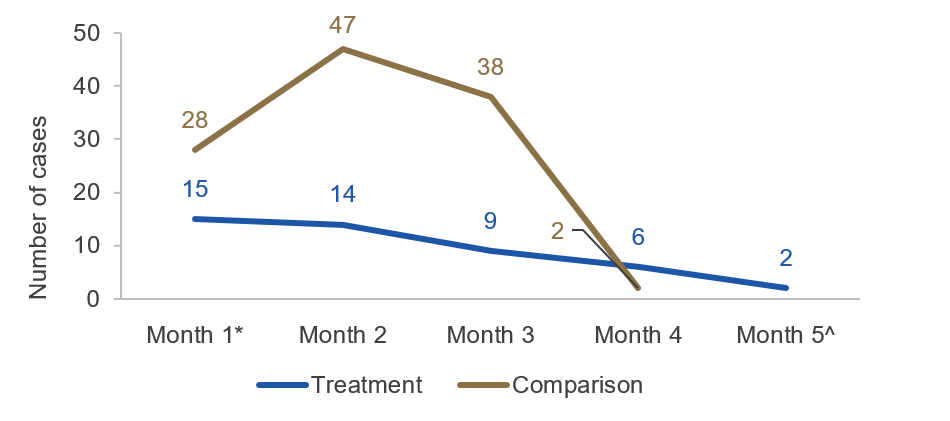 50
47
40
38
30
28
20
15
14
10
9
2
6
2
0
Number of cases
Month 1*
Month 2
Month 3
Month 4
Month 5^
Treatment
Comparison